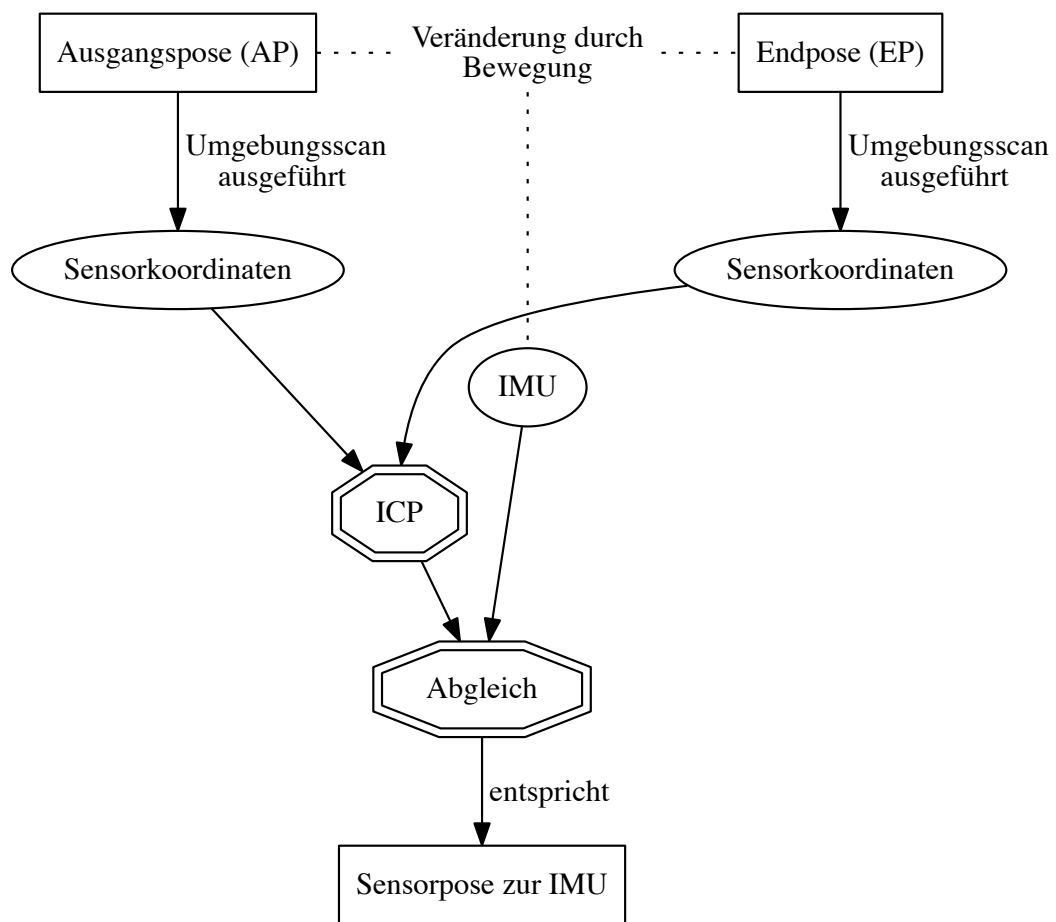 Ausgangspose (AP)
Veränderung durch
Bewegung
Endpose (EP)
Umgebungsscan
ausgeführt
Umgebungsscan
ausgeführt
Sensorkoordinaten
Sensorkoordinaten
IMU
ICP
Abgleich
entspricht
Sensorpose zur IMU